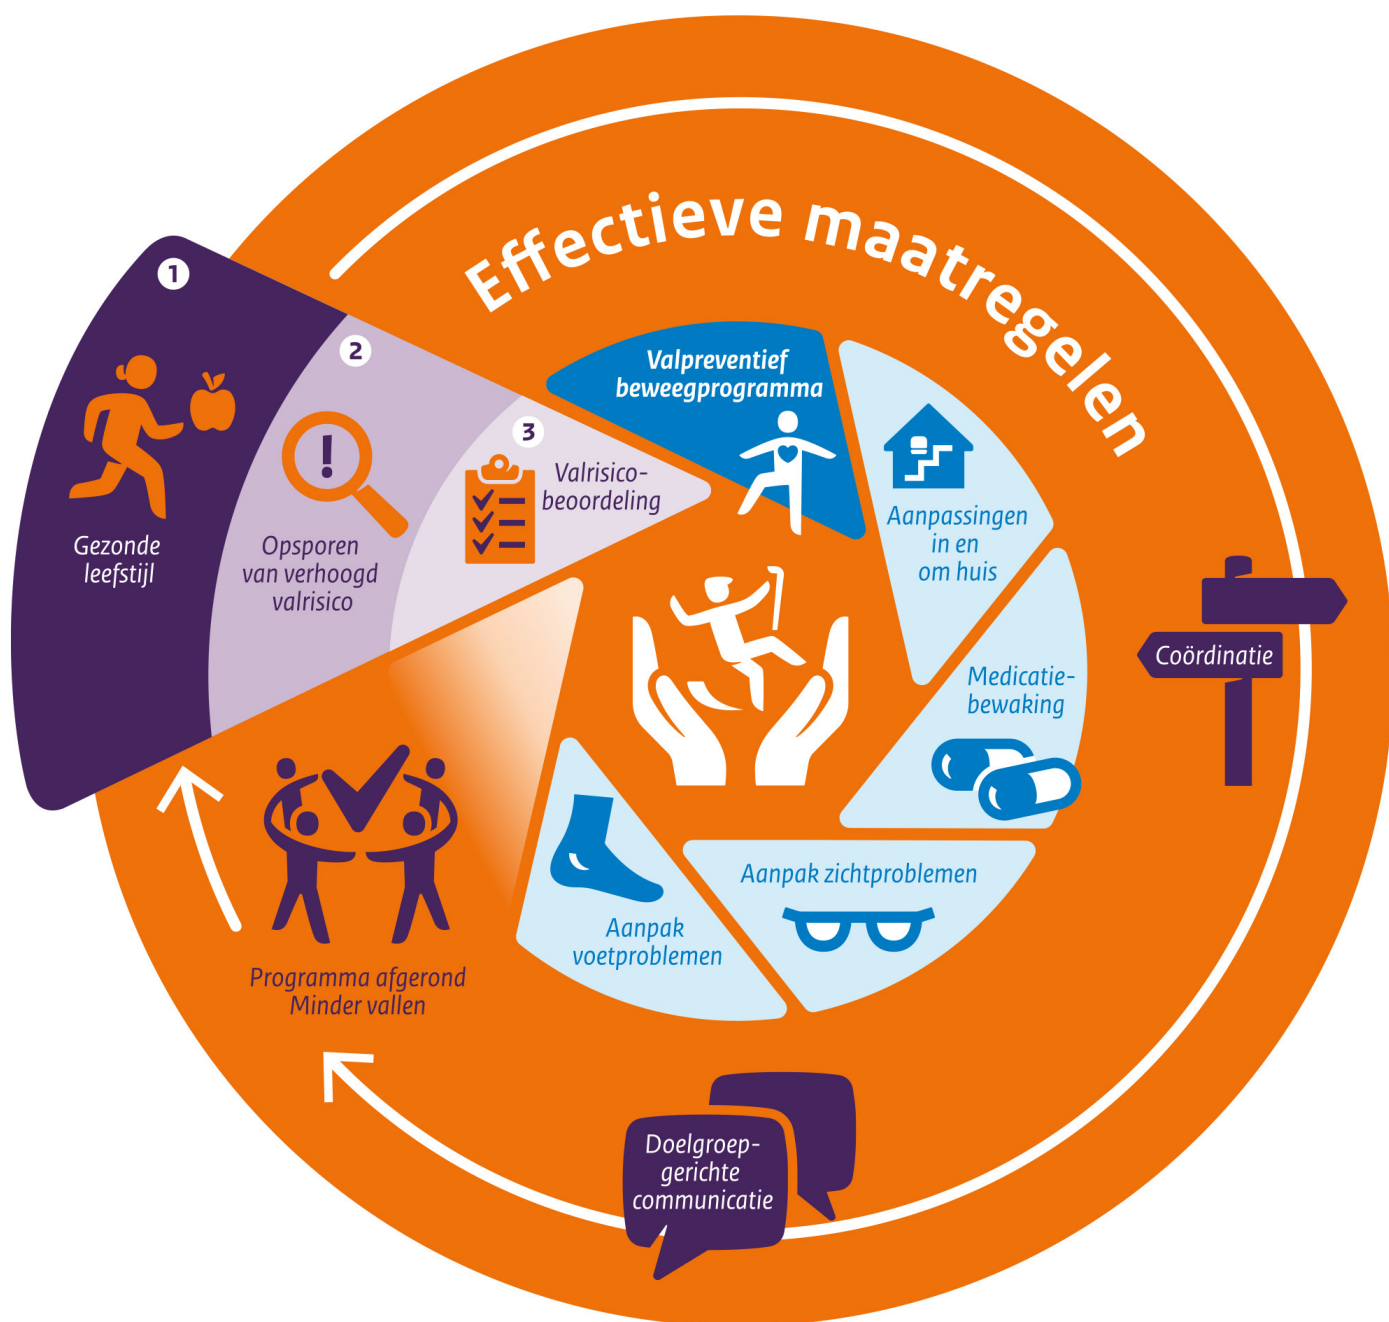 Effectieve maatregelen
1
Gezonde
leefstijl
2
Opsporen
van verhoogd
valrisico
3
Valrisico-
beoordeling
Valpreventief
beweegprogramma
Aanpassingen
in en
om huis
Medicatie-
bewaking
Aanpak zichtproblemen
Aanpak
voetproblemen
Programma afgerond
Minder vallen
Coördinatie
Doelgroep-
gerichte
communicatie